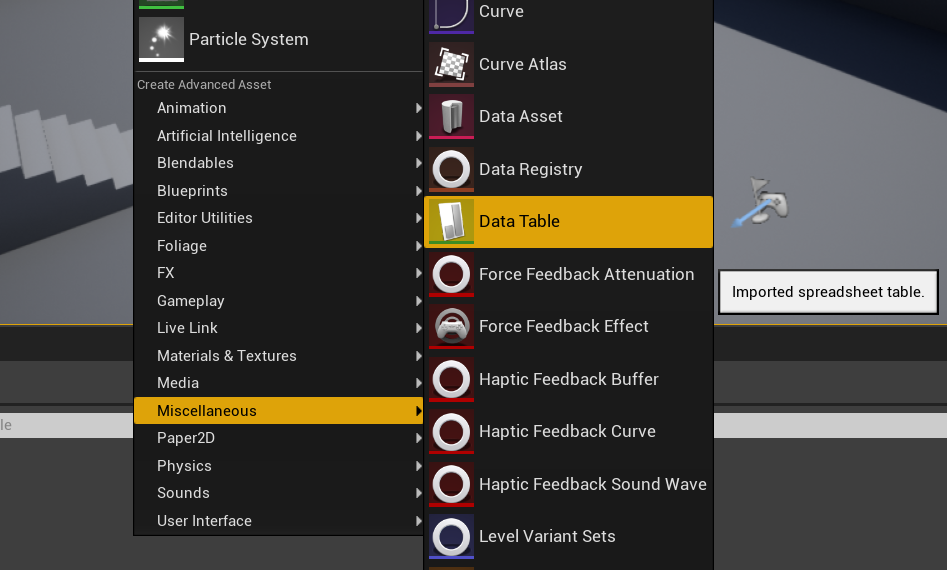 Particle System
Create Advanced Asset
Animation
Artificial Intelligence
Blendables
Blueprints
Editor Utilities
Foliage
FX
Gameplay
Live Link
Materials & Textures
Media
Miscellaneous
Paper2D
Physics
Sounds
User Interface
Curve
Curve Atlas
Data Asset
Data Registry
Data Table
Force Feedback Attenuation
Force Feedback Effect
Haptic Feedback Buffer
Haptic Feedback Curve
Haptic Feedback Sound Wave
Level Variant Sets
Imported spreadsheet table.
le